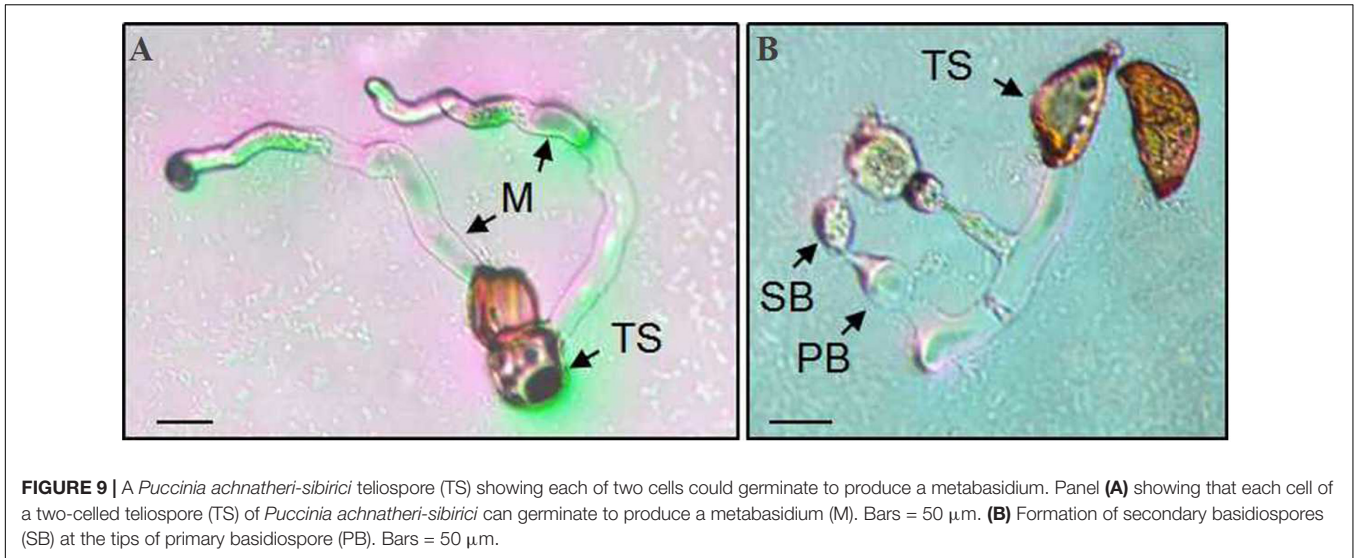 A
M
TS
B
TS
SB
PB
FIGURE 9 | A Puccinia achnatheri-sibirici teliospore (TS) showing each of two cells could germinate to produce a metabasidium. Panel (A) showing that each cell of
a two-celled teliospore (TS) of Puccinia achnatheri-sibirici can germinate to produce a metabasidium (M). Bars = 50 μm. (B) Formation of secondary basidiospores
(SB) at the tips of primary basidiospore (PB). Bars = 50 μm.